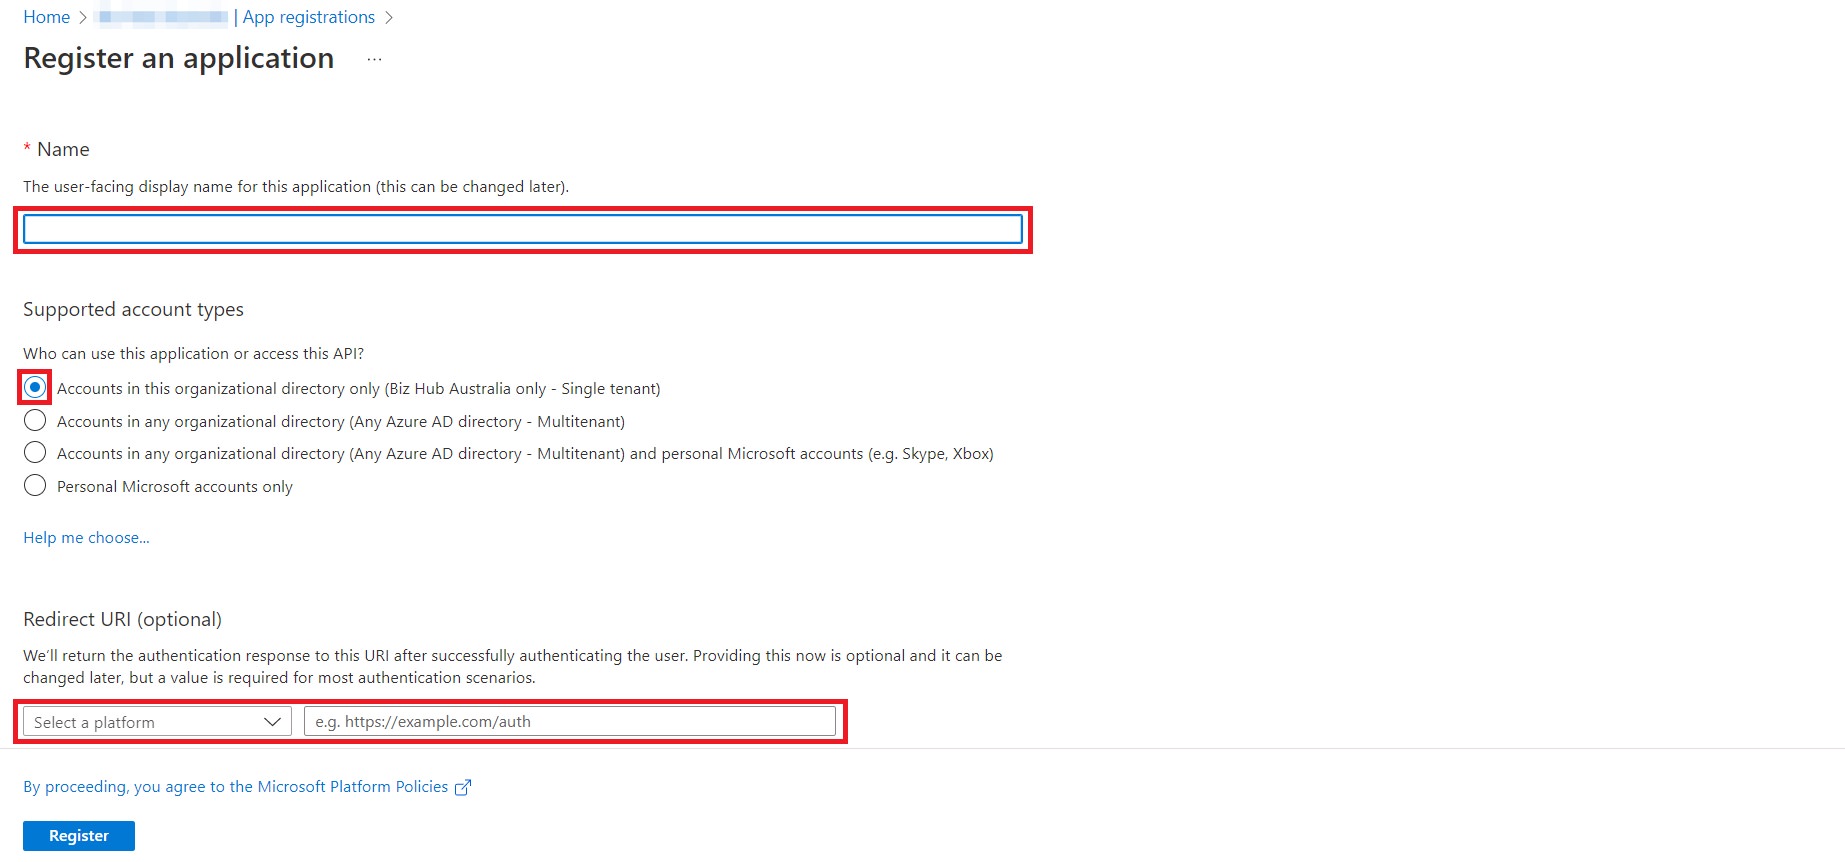 Home > | App registrations >
Register an application ...
* Name
The user-facing display name for this application (this can be changed later).
Supported account types
Who can use this application or access this API?
Accounts in this organizational directory only (Biz Hub Australia only - Single tenant)
Accounts in any organizational directory (Any Azure AD directory - Multitenant)
Accounts in any organizational directory (Any Azure AD directory - Multitenant) and personal Microsoft accounts (e.g. Skype, Xbox)
Personal Microsoft accounts only
Help me choose...
Redirect URI (optional)
We'll return the authentication response to this URI after successfully authenticating the user. Providing this now is optional and it can be
changed later, but a value is required for most authentication scenarios.
Select a platform e.g. https://example.com/auth
By proceeding, you agree to the Microsoft Platform Policies
Register